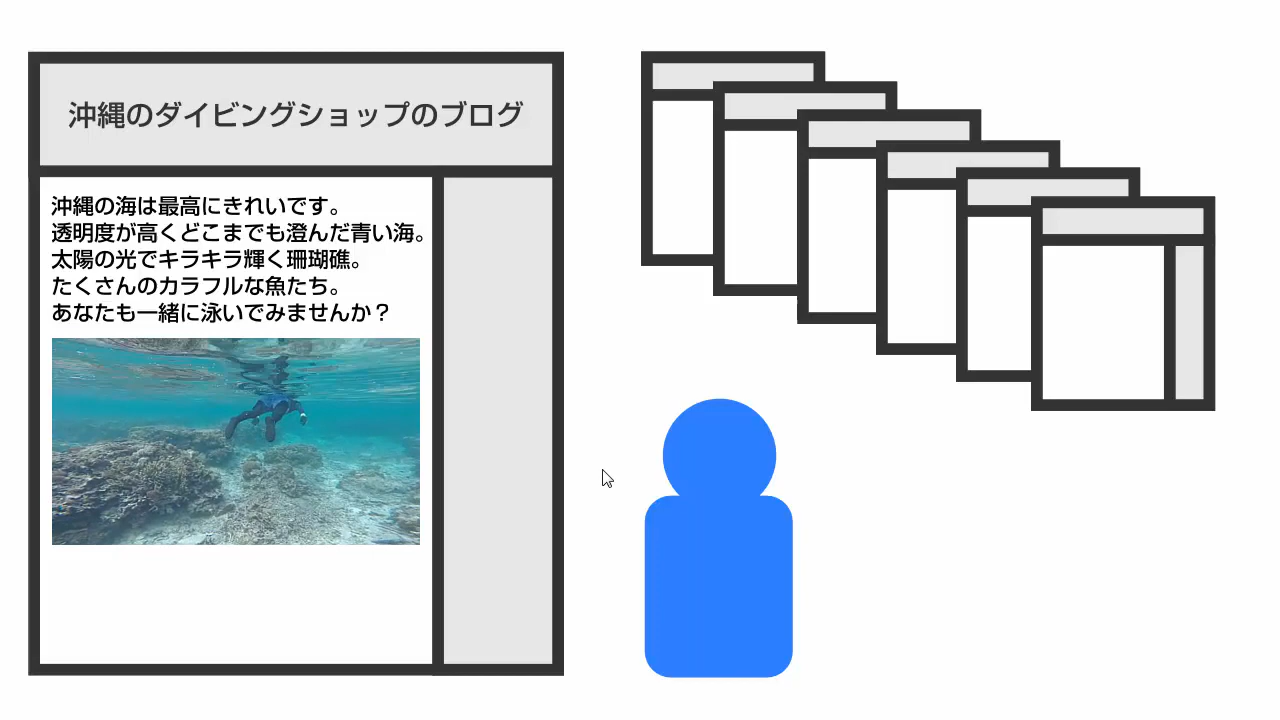 沖縄のダイビングショップのブログ
沖縄の海は最高にきれいです。
透明度が高くどこまでも澄んだ青い海。
太陽の光でキラキラ輝く珊瑚礁。
たくさんのカラフルな魚たち。
あなたも一緒に泳いでみませんか？